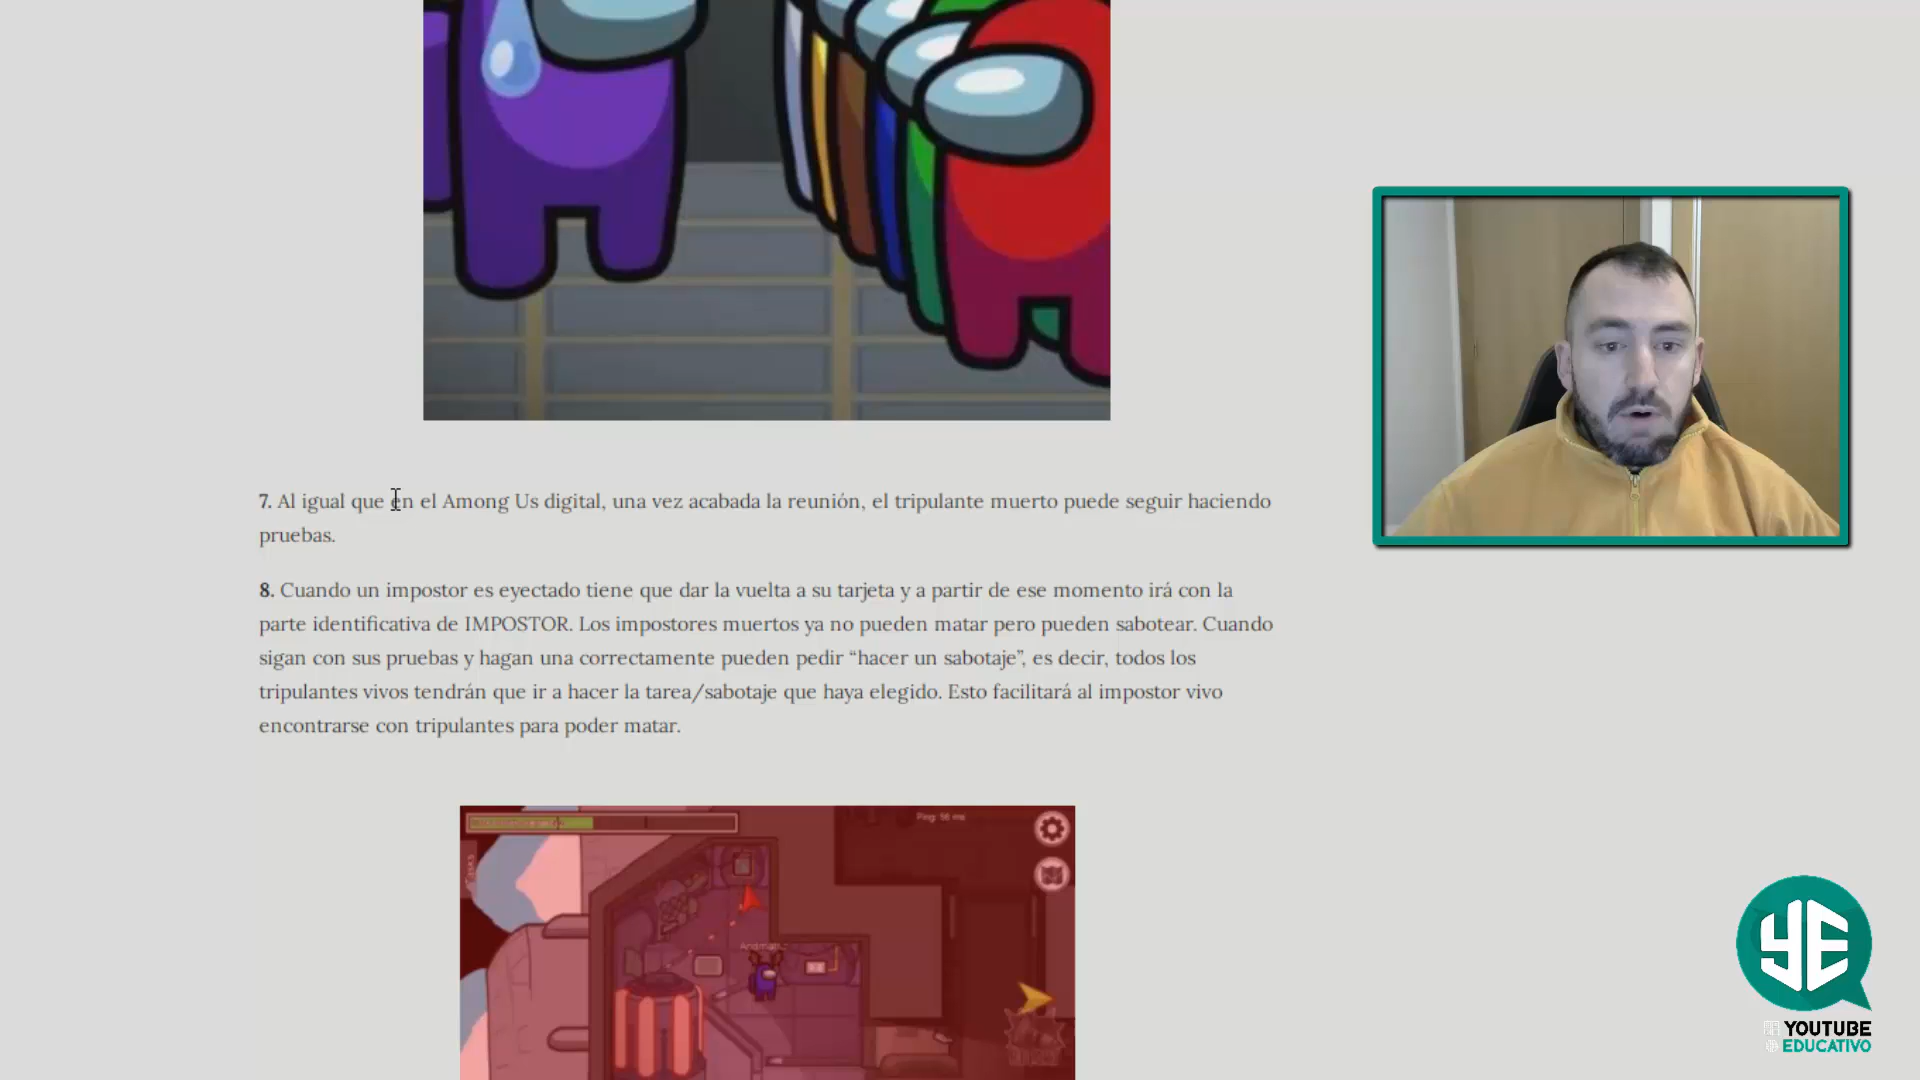 7. Al igual que en el Among Us digital, una vez acabada la reunión, el tripulante muerto puede seguir haciendo
pruebas.
8. Cuando un impostor es eyectado tiene que dar la vuelta a su tarjeta y a partir de ese momento irá con la
parte identificativa de IMPOSTOR. Los impostores muertos ya no pueden matar pero pueden sabotear. Cuando
sigan con sus pruebas y hagan una correctamente pueden pedir “hacer un sabotaje”, es decir, todos los
tripulantes vivos tendrán que ir a hacer la tarea/sabotaje que haya elegido. Esto facilitará al impostor vivo
encontrarse con tripulantes para poder matar.
Ping: 56 ms
Tasks
YE
YOUTUBE
EDUCATIVO